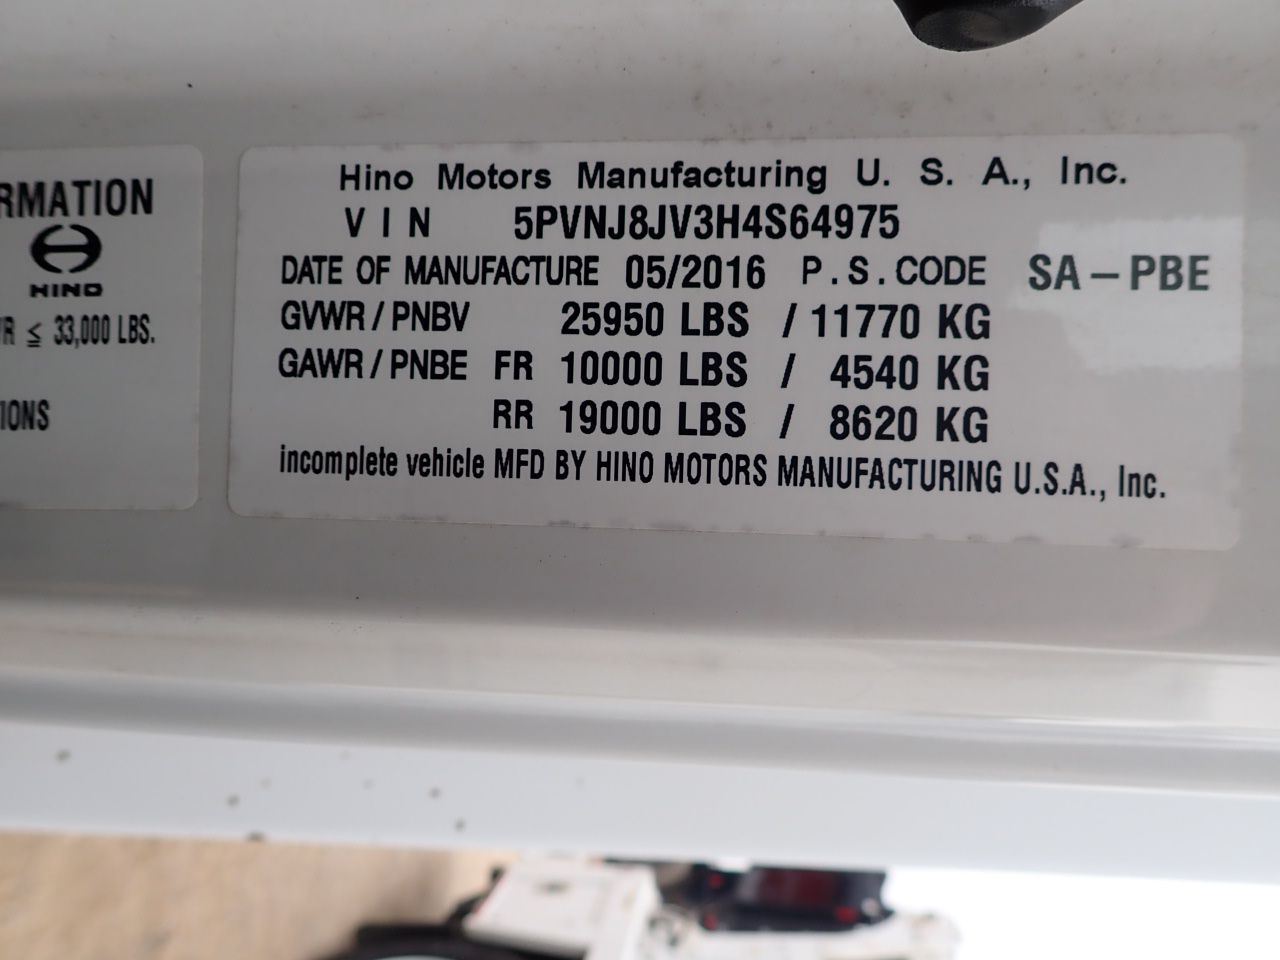 RMATION
HINO
R ≤ 33,000 LBS.
IONS
Hino Motors Manufacturing U. S. A., Inc.
VIN 5PVNJ8JV3H4S64975
DATE OF MANUFACTURE 05/2016 P.S.CODE SA-PBE
GVWR/PNBV 25950 LBS / 11770 KG
GAWR/PNBE FR 10000 LBS / 4540 KG
RR 19000 LBS / 8620 KG
incomplete vehicle MFD BY HINO MOTORS MANUFACTURING U.S.A., Inc.